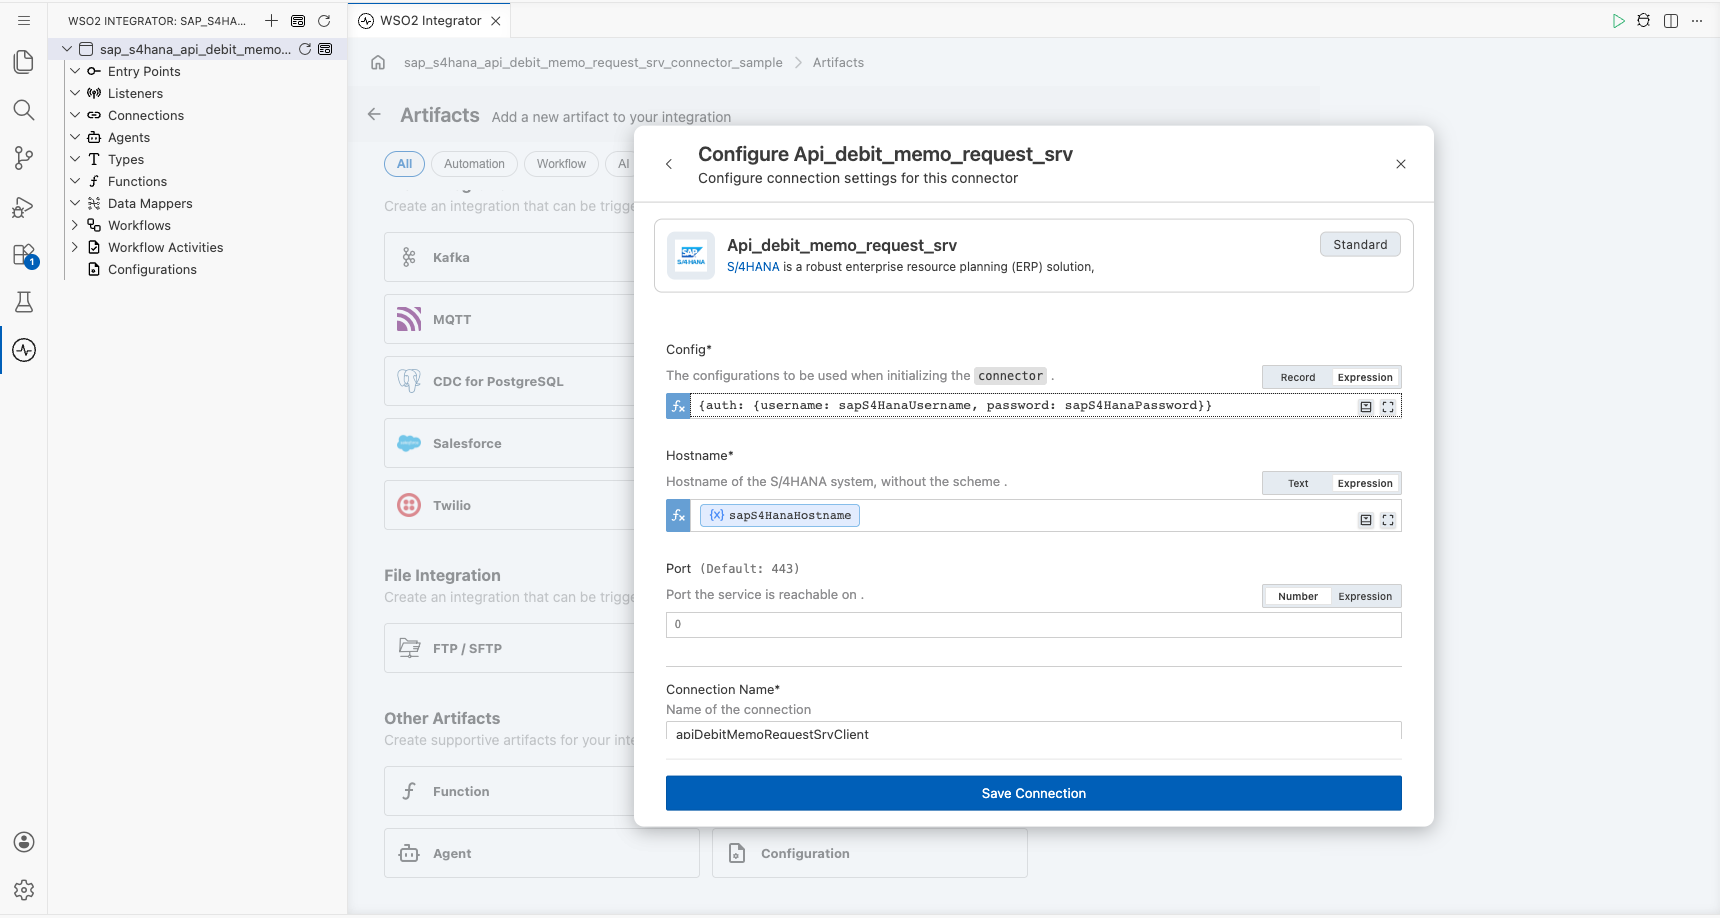 WSO2 INTEGRATOR: SAP_S4HA...
WSO2 Integrator
sap_s4hana_api_debit_memo...
Entry Points
Listeners
Connections
Agents
Types
Functions
Data Mappers
Workflows
Workflow Activities
Configurations
1
sap_s4hana_api_debit_memo_request_srv_connector_sample
Artifacts
Artifacts
Add a new artifact to your integration
All
Automation
Workflow
AI
Create an integration that can be trigge
Kafka
MQTT
CDC for PostgreSQL
Salesforce
Twilio
File Integration
Create an integration that can be trigge
FTP / SFTP
Other Artifacts
Create supportive artifacts for your inte
Function
Agent
Configuration
Configure Api_debit_memo_request_srv
Configure connection settings for this connector
SAP
S/4HANA
Api_debit_memo_request_srv
S/4HANA is a robust enterprise resource planning (ERP) solution,
Standard
Config*
The configurations to be used when initializing the connector .
Record
Expression
fx
{auth: {username: sapS4HanaUsername, password: sapS4HanaPassword}}
Hostname*
Hostname of the S/4HANA system, without the scheme .
Text
Expression
fx
{x} sapS4HanaHostname
Port (Default: 443)
Port the service is reachable on .
Number
Expression
0
Connection Name*
Name of the connection
apiDebitMemoRequestSrvClient
Save Connection